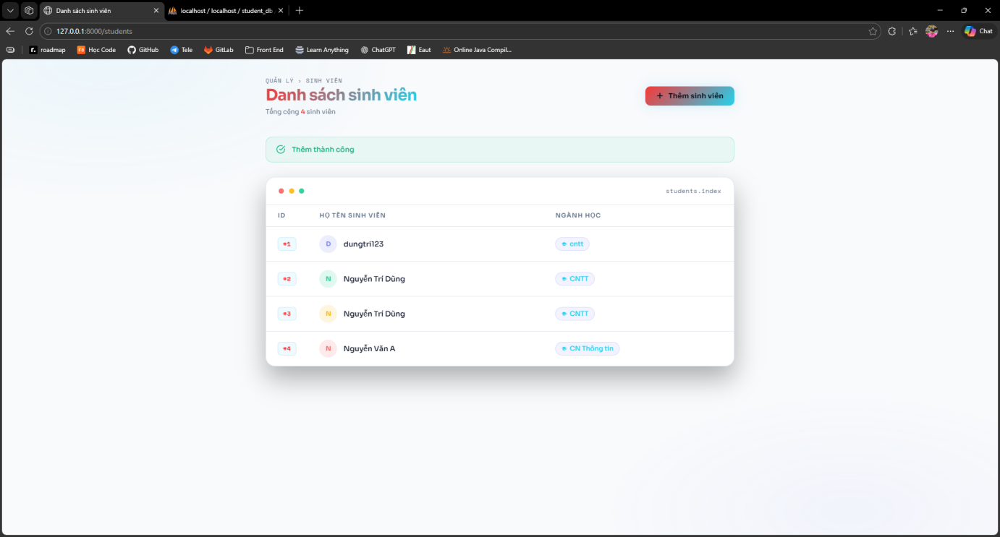 Danh sách sinh viên
localhost / localhost / student_db
127.0.0.1:8000/students
Chat
roadmap
F8 Học Code
GitHub
Tele
GitLab
Front End
Learn Anything
ChatGPT
Eaut
Online Java Compil...
QUẢN LÝ › SINH VIÊN
Danh sách sinh viên
Tổng cộng 4 sinh viên
+ Thêm sinh viên
Thêm thành công
students.index
ID HỌ TÊN SINH VIÊN NGÀNH HỌC
#1 D dungtri123 cntt
#2 N Nguyễn Trí Dũng CNTT
#3 N Nguyễn Trí Dũng CNTT
#4 N Nguyễn Văn A CN Thông tin